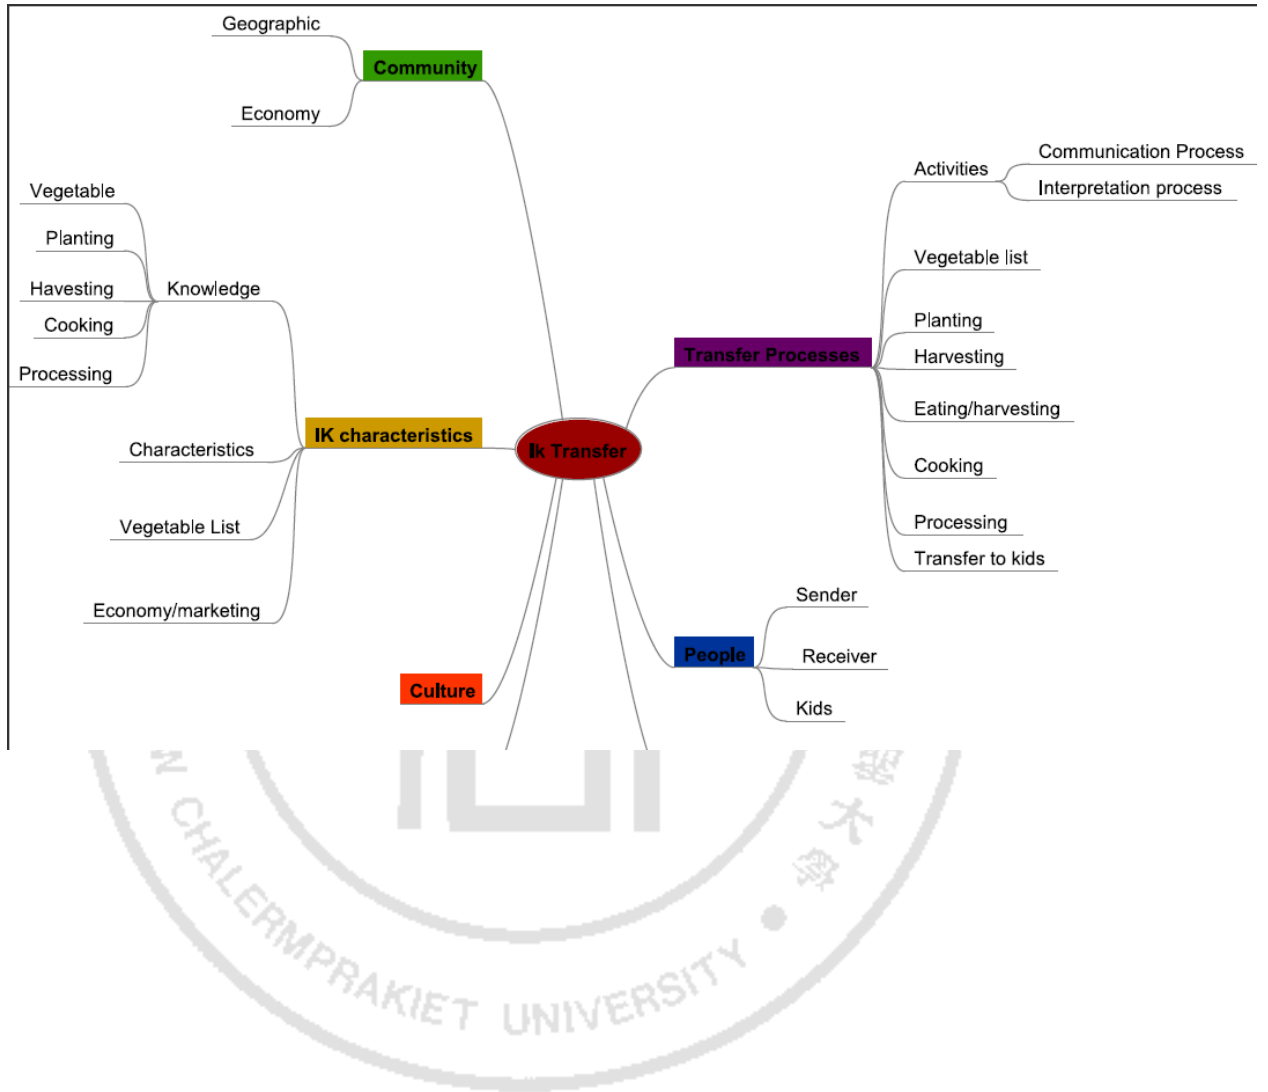 Geographic
Community
Economy
Vegetable
Planting
Havesting
Knowledge
Cooking
Processing
IK characteristics
Characteristics
Vegetable List
Economy/marketing
Culture
Ik Transfer
Transfer Processes
Activities
Communication Process
Interpretation process
Vegetable list
Planting
Harvesting
Eating/harvesting
Cooking
Processing
Transfer to kids
People
Sender
Receiver
Kids
W CHALERMPRAKIET UNIVERSITY
大學